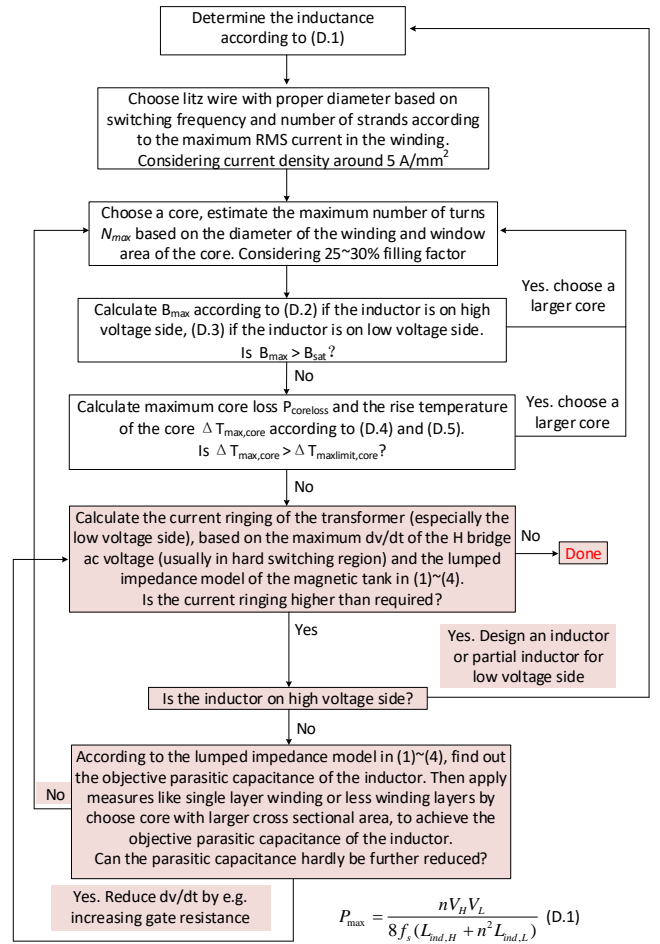 Determine the inductance
according to (D.1)
Choose litz wire with proper diameter based on
switching frequency and number of strands according
to the maximum RMS current in the winding.
Considering current density around 5 A/mm²
Choose a core, estimate the maximum number of turns
Nmax based on the diameter of the winding and window
area of the core. Considering 25~30% filling factor
Yes. choose a
larger core
Calculate Bmax according to (D.2) if the inductor is on high
voltage side, (D.3) if the inductor is on low voltage side.
Is Bmax > Bsat ?
No
Yes. choose a
larger core
Calculate maximum core loss Pcoreloss and the rise temperature
of the core Δ Tmax,core according to (D.4) and (D.5).
Is Δ Tmax,core > Δ Tmaxlimit,core?
No
Calculate the current ringing of the transformer (especially the
low voltage side), based on the maximum dv/dt of the H bridge
ac voltage (usually in hard switching region) and the lumped
impedance model of the magnetic tank in (1)~(4).
Is the current ringing higher than required?
No
Done
Yes
Yes. Design an inductor
or partial inductor for
low voltage side
Is the inductor on high voltage side?
No
According to the lumped impedance model in (1)~(4), find out
the objective parasitic capacitance of the inductor. Then apply
measures like single layer winding or less winding layers by
choose core with larger cross sectional area, to achieve the
objective parasitic capacitance of the inductor.
Can the parasitic capacitance hardly be further reduced?
No
Yes. Reduce dv/dt by e.g.
increasing gate resistance
P_max = nV_H V_L / 8f_s(L_ind,H + n²L_ind,L) (D.1)